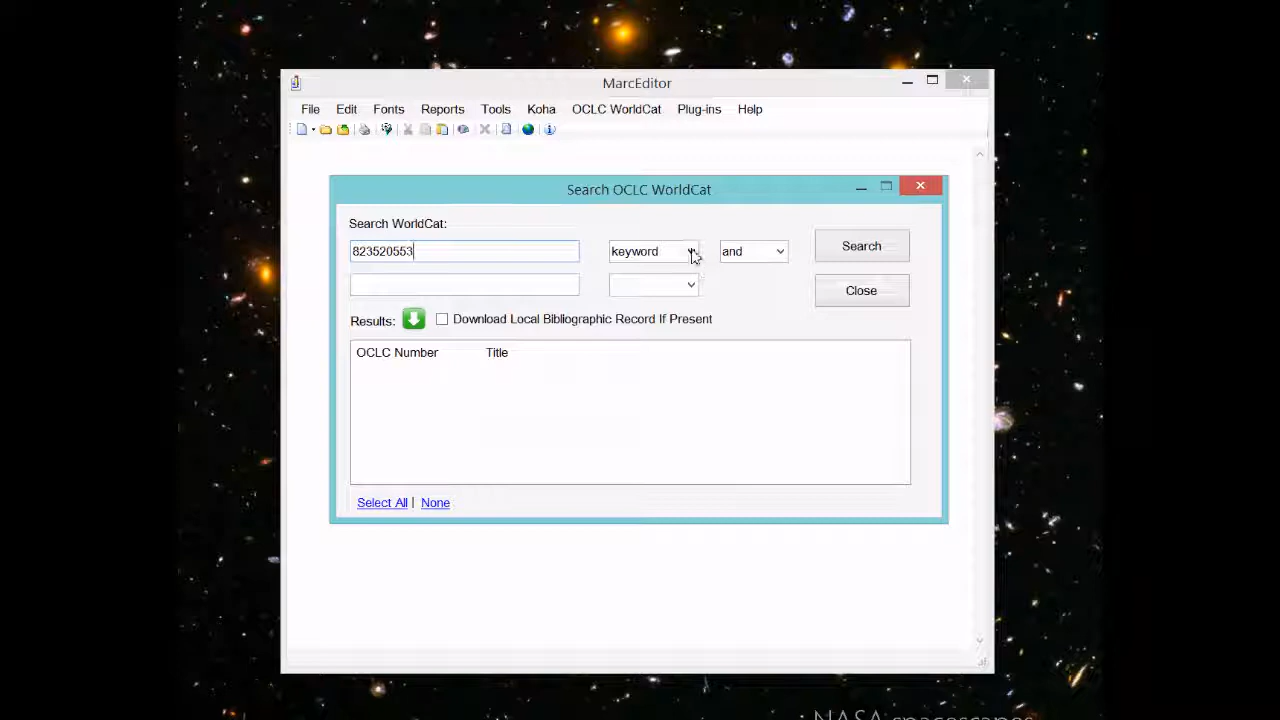 MarcEditor
File Edit Fonts Reports Tools Koha OCLC WorldCat Plug-ins Help
Search OCLC WorldCat
Search WorldCat:
823520553 keyword and Search
Close
Results: Download Local Bibliographic Record If Present
OCLC Number Title
Select All | None
NASA spacescapes